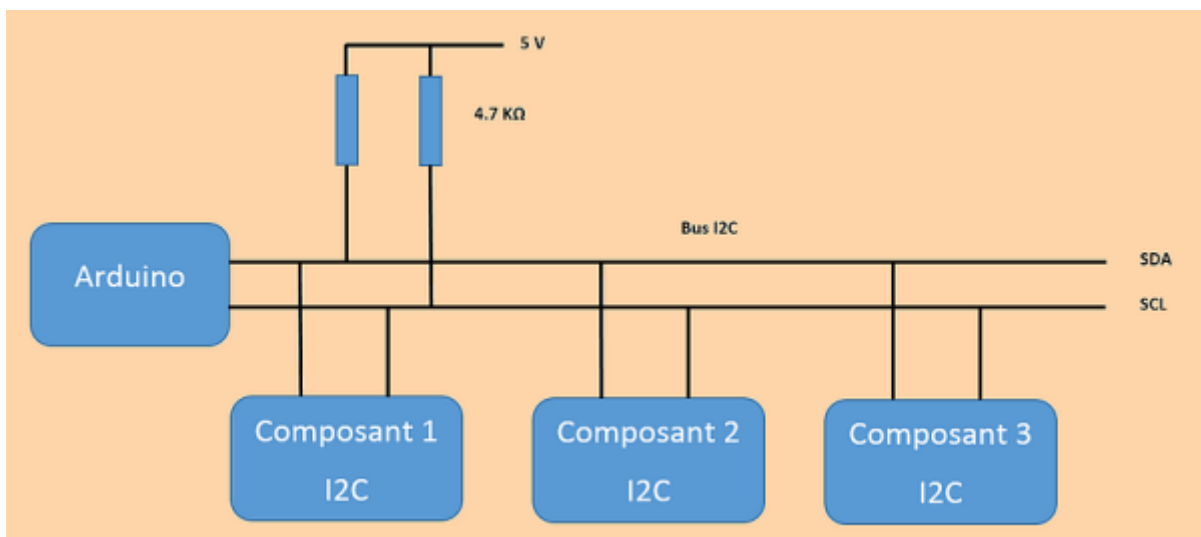 5 V
4.7 KΩ
Bus I2C
SDA
Arduino
SCL
Composant 1
I2C
Composant 2
I2C
Composant 3
I2C